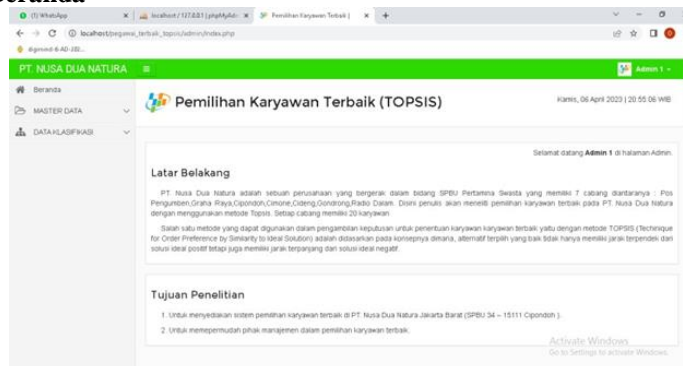 Beranda
(1) WhatsApp
localhost / 127.0.0.1 | phpMyAdm
Pemilihan Karyawan Terbaik |
localhost/pegawai_terbaik_topsis/admin/index.php
PT. NUSA DUA NATURA
Admin 1
Beranda
MASTER DATA
DATA KLASIFIKASI
Pemilihan Karyawan Terbaik (TOPSIS)
Kamis, 06 April 2023 | 20:55:06 WIB
Selamat datang Admin 1 di halaman Admin.
Latar Belakang
PT. Nusa Dua Natura adalah sebuah perusahaan yang bergerak dalam bidang SPBU Pertamina Swasta yang memiliki 7 cabang diantaranya : Pos
Pengumben,Graha Raya,Cipondoh,Cimone,Cideng,Gondrong,Radio Dalam. Disini penulis akan meneliti pemilihan karyawan terbaik pada PT. Nusa Dua Natura
dengan menggunakan metode Topsis. Setiap cabang memiliki 20 karyawan.
Salah satu metode yang dapat digunakan dalam pengambilan keputusan untuk penentuan karyawan karyawan terbaik yaitu dengan metode TOPSIS (Technique
for Order Preference by Similarity to Ideal Solution) adalah didasarkan pada konsepnya dimana, alternatif terpilih yang baik tidak hanya memiliki jarak terpendek dari
solusi ideal positif tetapi juga memiliki jarak terpanjang dari solusi ideal negatif.
Tujuan Penelitian
1. Untuk menyediakan sistem pemilihan karyawan terbaik di PT. Nusa Dua Natura Jakarta Barat (SPBU 34 – 15111 Cipondoh ).
2. Untuk memepermudah pihak manajemen dalam pemilihan karyawan terbaik.
Activate Windows
Go to Settings to activate Windows.